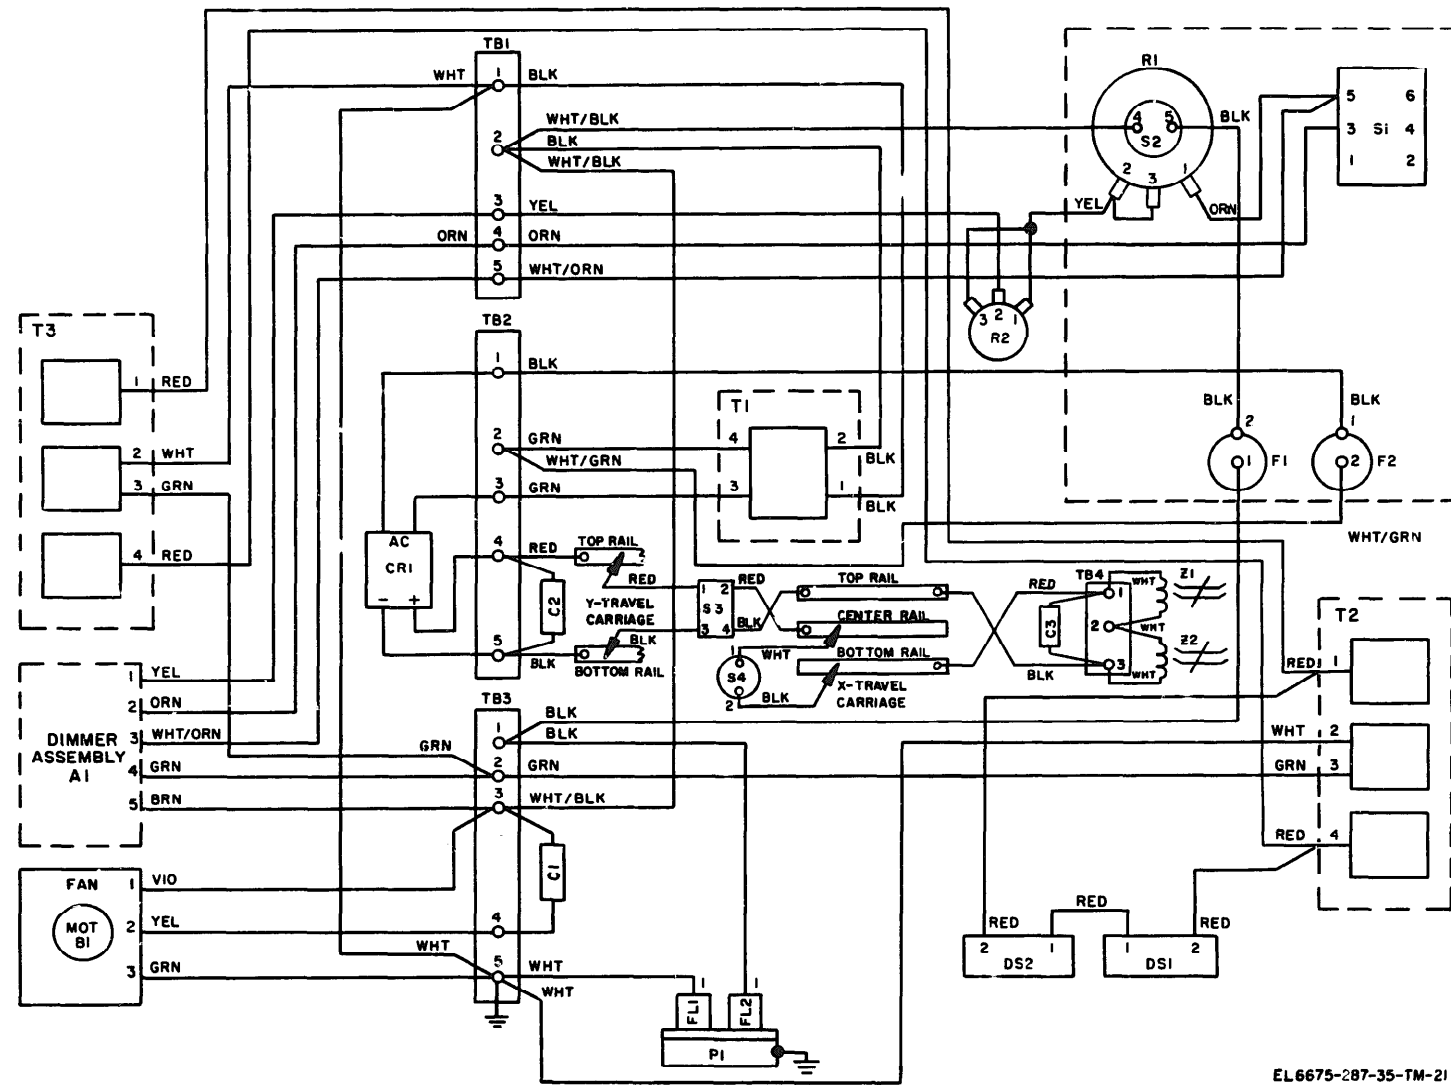 TB1
1
WHT
BLK
WHT/BLK
2
BLK
WHT/BLK
3
YEL
4
ORN
ORN
5
WHT/ORN
R1
4
5
S2
BLK
2
3
1
YEL
ORN
5
6
3
S1
4
1
2
3
2
1
R2
T3
1
RED
2
WHT
3
GRN
4
RED
TB2
1
BLK
2
GRN
WHT/GRN
3
GRN
4
RED
5
BLK
AC
CR1
-
+
C2
TOP RAIL
RED
Y-TRAVEL
CARRIAGE
BLK
BOTTOM RAIL
T1
4
2
BLK
3
1
BLK
BLK
2
BLK
1
1
F1
2
F2
WHT/GRN
1
2
RED
S3
3
4
BLK
TOP RAIL
CENTER RAIL
BOTTOM RAIL
WHT
1
S4
2
BLK
X-TRAVEL
CARRIAGE
RED
BLK
TB4
1
2
3
C3
WHT
WHT
WHT
Z1
Z2
T2
RED
1
WHT
2
GRN
3
RED
4
DIMMER
ASSEMBLY
A1
1
YEL
2
ORN
3
WHT/ORN
4
GRN
5
BRN
GRN
TB3
1
BLK
BLK
2
GRN
3
WHT/BLK
C1
4
5
WHT
WHT
WHT
FAN
MOT
B1
1
VIO
2
YEL
3
GRN
1
1
FL1
FL2
P1
RED
RED
RED
2
1
DS2
1
2
DS1
EL6675-287-35-TM-21